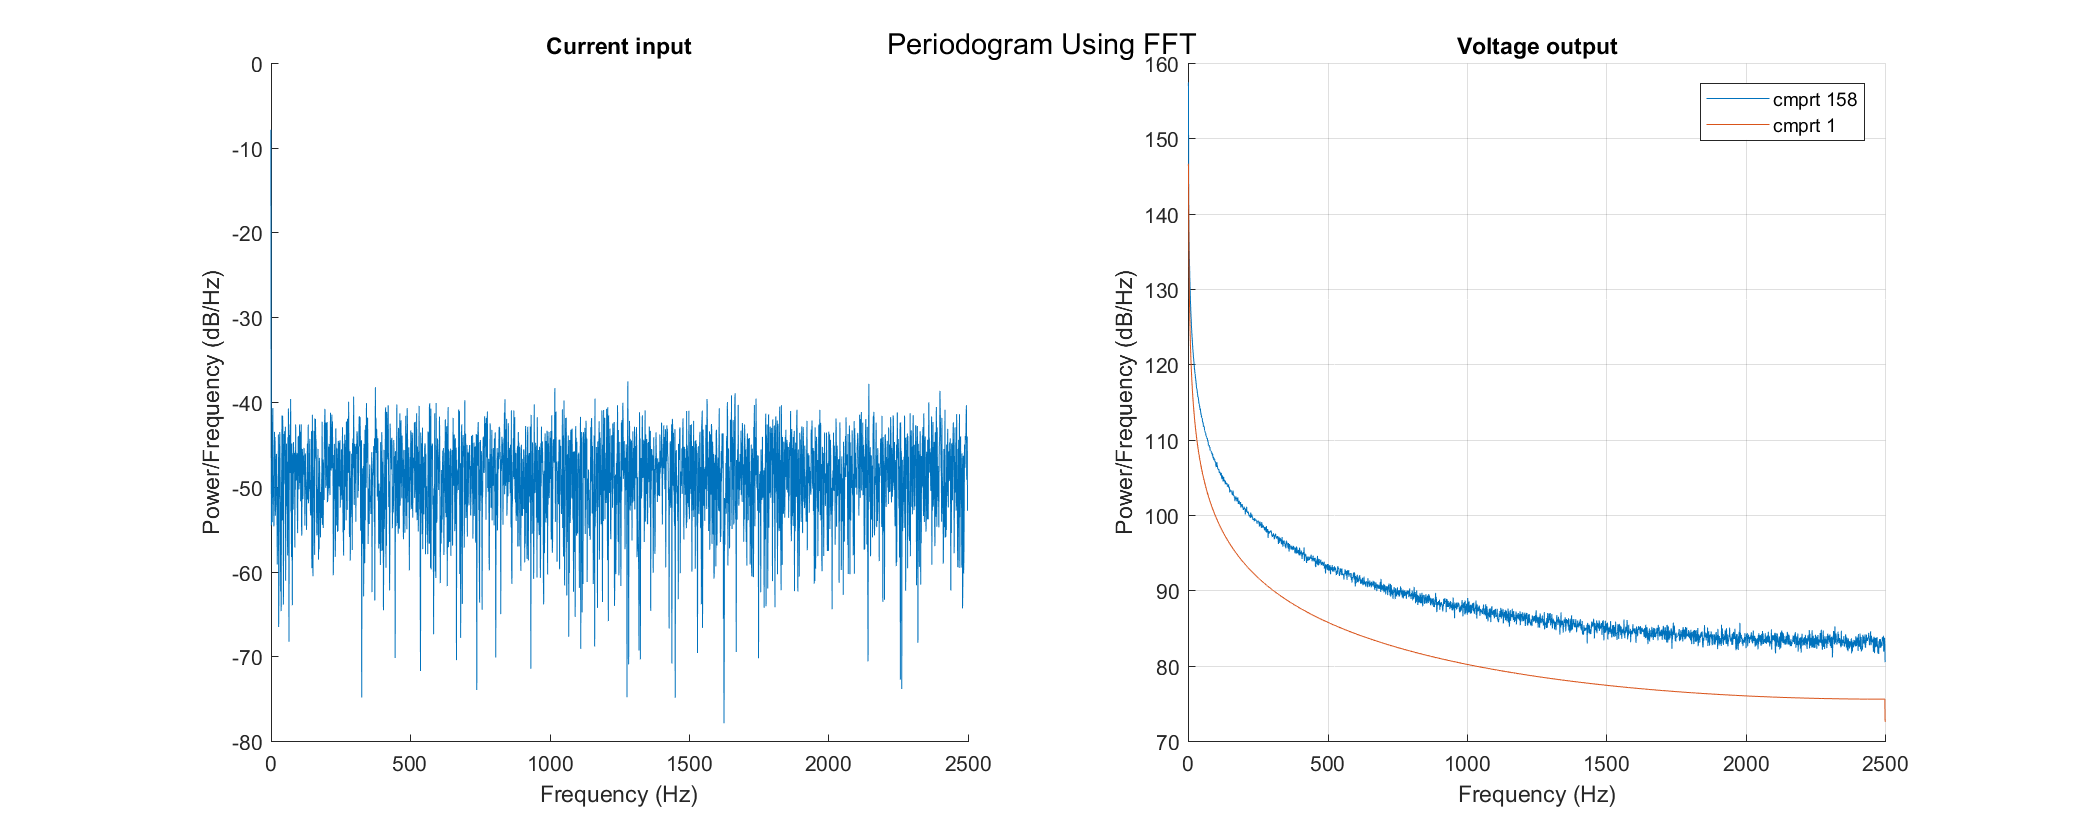 Periodogram Using FFT
Current input
0
-10
-20
-30
-40
-50
-60
-70
-80
Power/Frequency (dB/Hz)
0 500 1000 1500 2000 2500
Frequency (Hz)
Voltage output
160
150
140
130
120
110
100
90
80
70
Power/Frequency (dB/Hz)
cmprt 158
cmprt 1
0 500 1000 1500 2000 2500
Frequency (Hz)